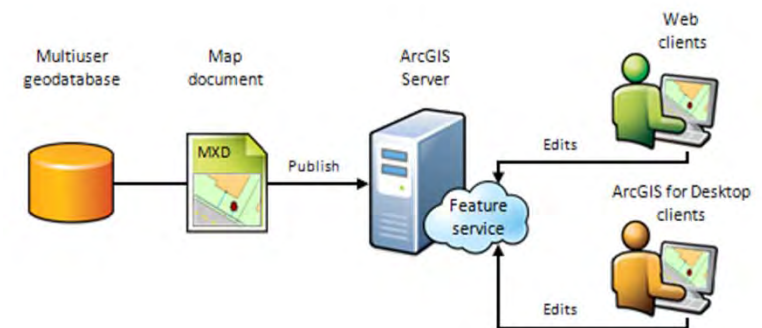 Multiuser
geodatabase
Map
document
ArcGIS
Server
Web
clients
MXD
Publish
Edits
Feature
service
ArcGIS for Desktop
clients
Edits